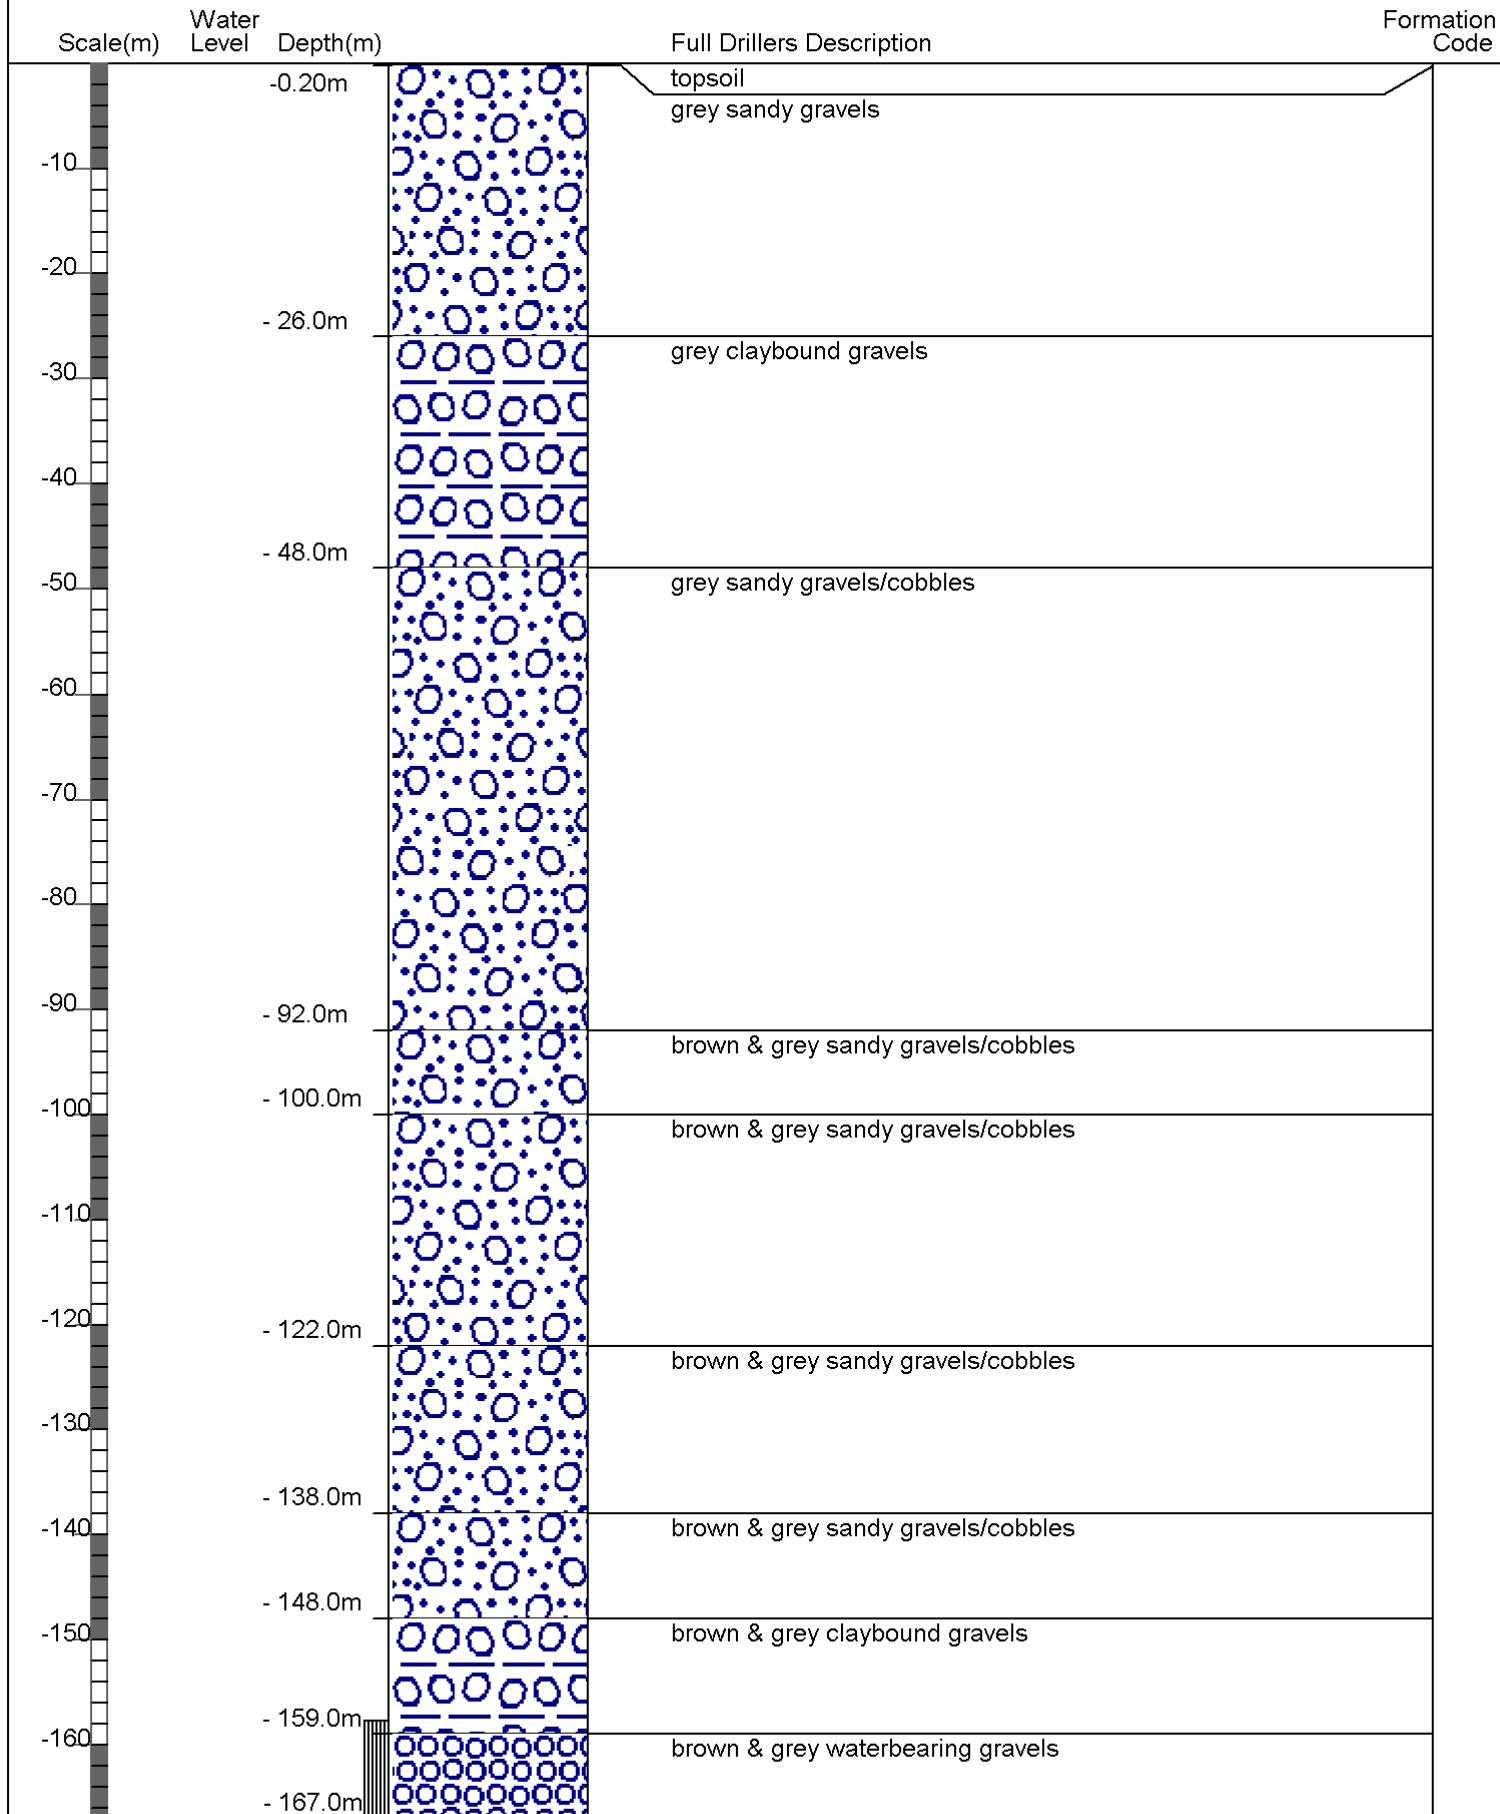 Water Formation
Scale(m) Level Depth(m) Full Drillers Description Code
-0.20m topsoil
grey sandy gravels
-10
-20
- 26.0m
grey claybound gravels
-30
-40
- 48.0m
grey sandy gravels/cobbles
-50
-60
-70
-80
-90
- 92.0m
brown & grey sandy gravels/cobbles
- 100.0m
-100
brown & grey sandy gravels/cobbles
-110
-120
- 122.0m
brown & grey sandy gravels/cobbles
-130
- 138.0m
-140
brown & grey sandy gravels/cobbles
- 148.0m
-150
brown & grey claybound gravels
- 159.0m
-160
brown & grey waterbearing gravels
- 167.0m